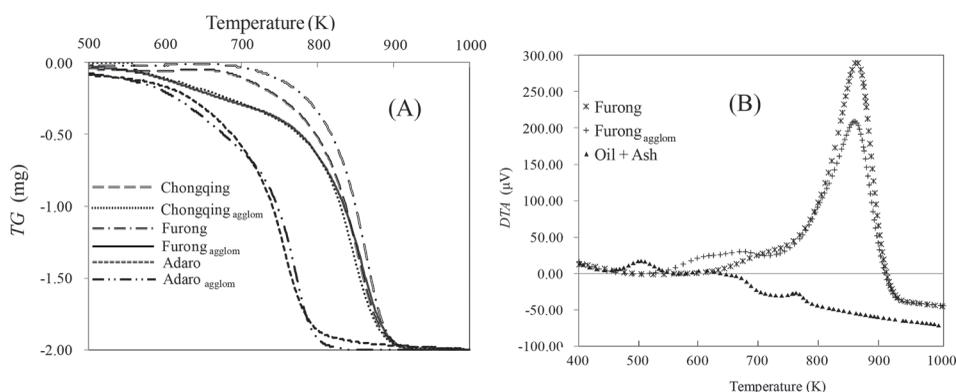 Temperature (K)
500 600 700 800 900 1000
0.00
-0.50
-1.00
-1.50
-2.00
TG (mg)
(A)
Chongqing
Chongqing agglom
Furong
Furong agglom
Adaro
Adaro agglom
300.00
250.00
200.00
150.00
100.00
50.00
0.00
-50.00
-100.00
DTA (µV)
(B)
Furong
Furong agglom
Oil + Ash
400 500 600 700 800 900 1000
Temperature (K)